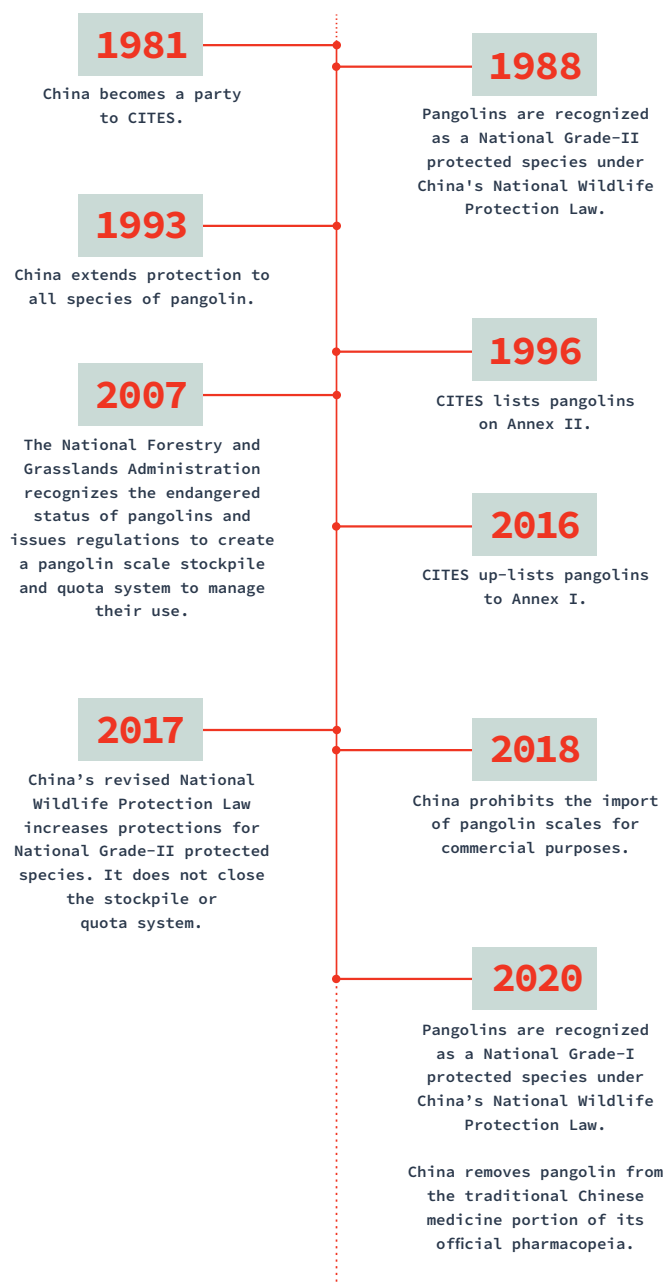 1981
China becomes a party
to CITES.
1988
Pangolins are recognized
as a National Grade-II
protected species under
China's National Wildlife
Protection Law.
1993
China extends protection to
all species of pangolin.
1996
CITES lists pangolins
on Annex II.
2007
The National Forestry and
Grasslands Administration
recognizes the endangered
status of pangolins and
issues regulations to create
a pangolin scale stockpile
and quota system to manage
their use.
2016
CITES up-lists pangolins
to Annex I.
2017
China’s revised National
Wildlife Protection Law
increases protections for
National Grade-II protected
species. It does not close
the stockpile or
quota system.
2018
China prohibits the import
of pangolin scales for
commercial purposes.
2020
Pangolins are recognized
as a National Grade-I
protected species under
China’s National Wildlife
Protection Law.
China removes pangolin from
the traditional Chinese
medicine portion of its
official pharmacopeia.